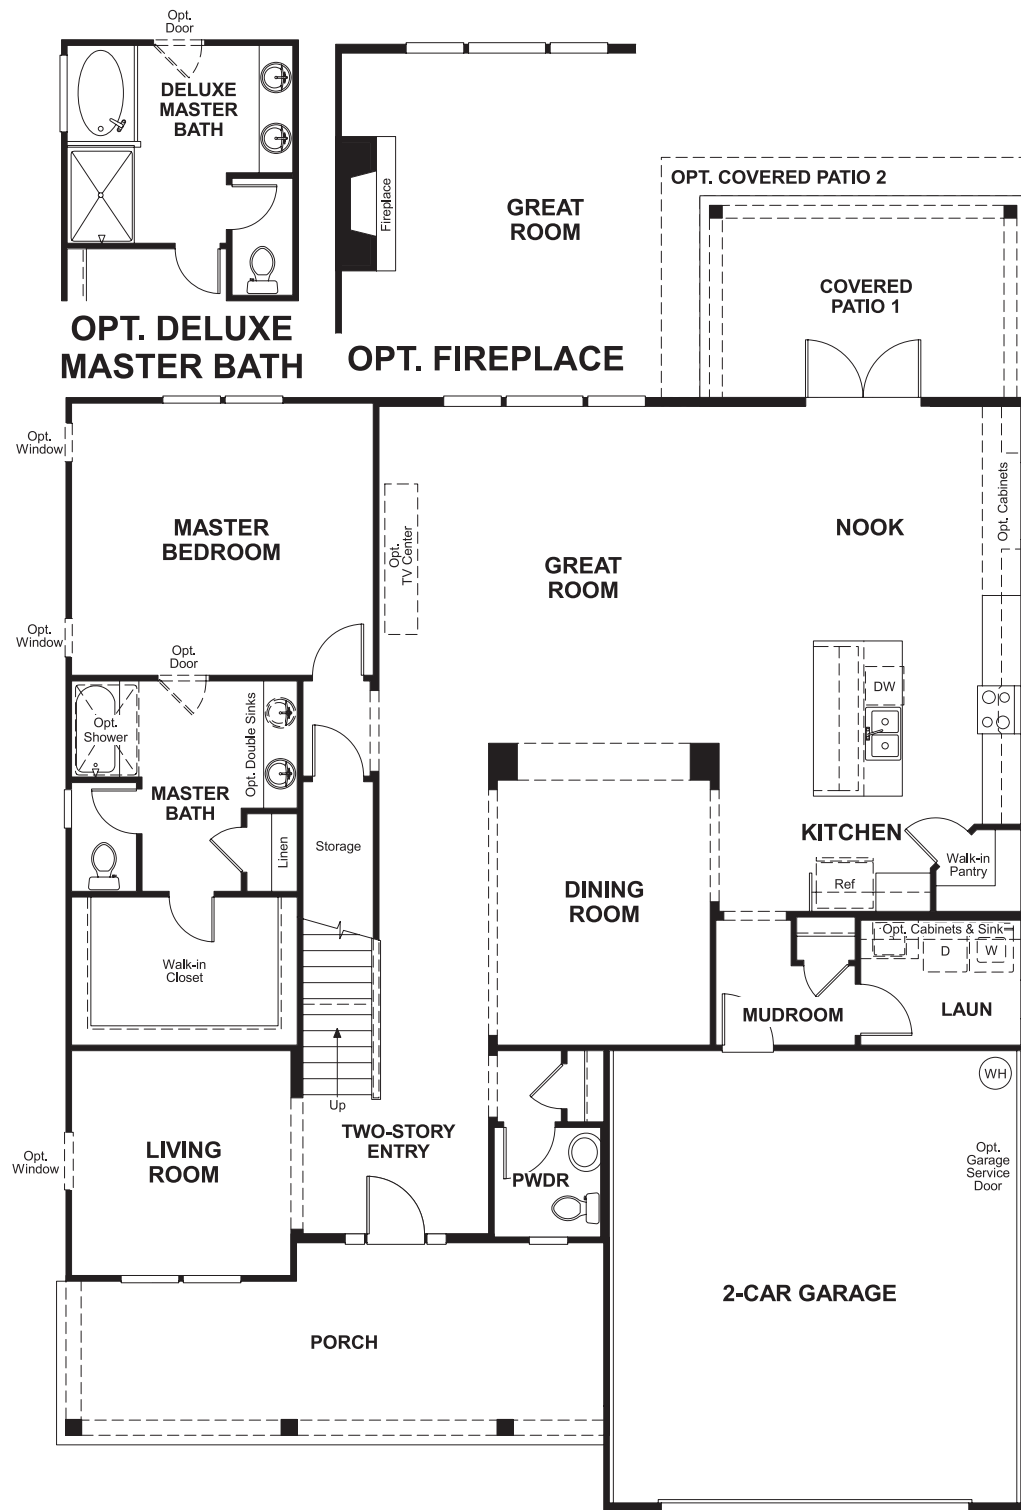 Opt.
Door
DELUXE
MASTER
BATH
OPT. DELUXE
MASTER BATH
Fireplace
GREAT
ROOM
OPT. FIREPLACE
OPT. COVERED PATIO 2
COVERED
PATIO 1
Opt.
Window
MASTER
BEDROOM
Opt.
TV Center
GREAT
ROOM
NOOK
Opt. Cabinets
Opt.
Window
Opt.
Door
Opt.
Shower
Opt. Double Sinks
MASTER
BATH
Linen
Storage
DW
KITCHEN
Walk-in
Pantry
Ref
DINING
ROOM
Walk-in
Closet
Opt. Cabinets & Sink
D
W
MUDROOM
LAUN
WH
Up
TWO-STORY
ENTRY
LIVING
ROOM
Opt.
Window
PWDR
Opt.
Garage
Service
Door
2-CAR GARAGE
PORCH